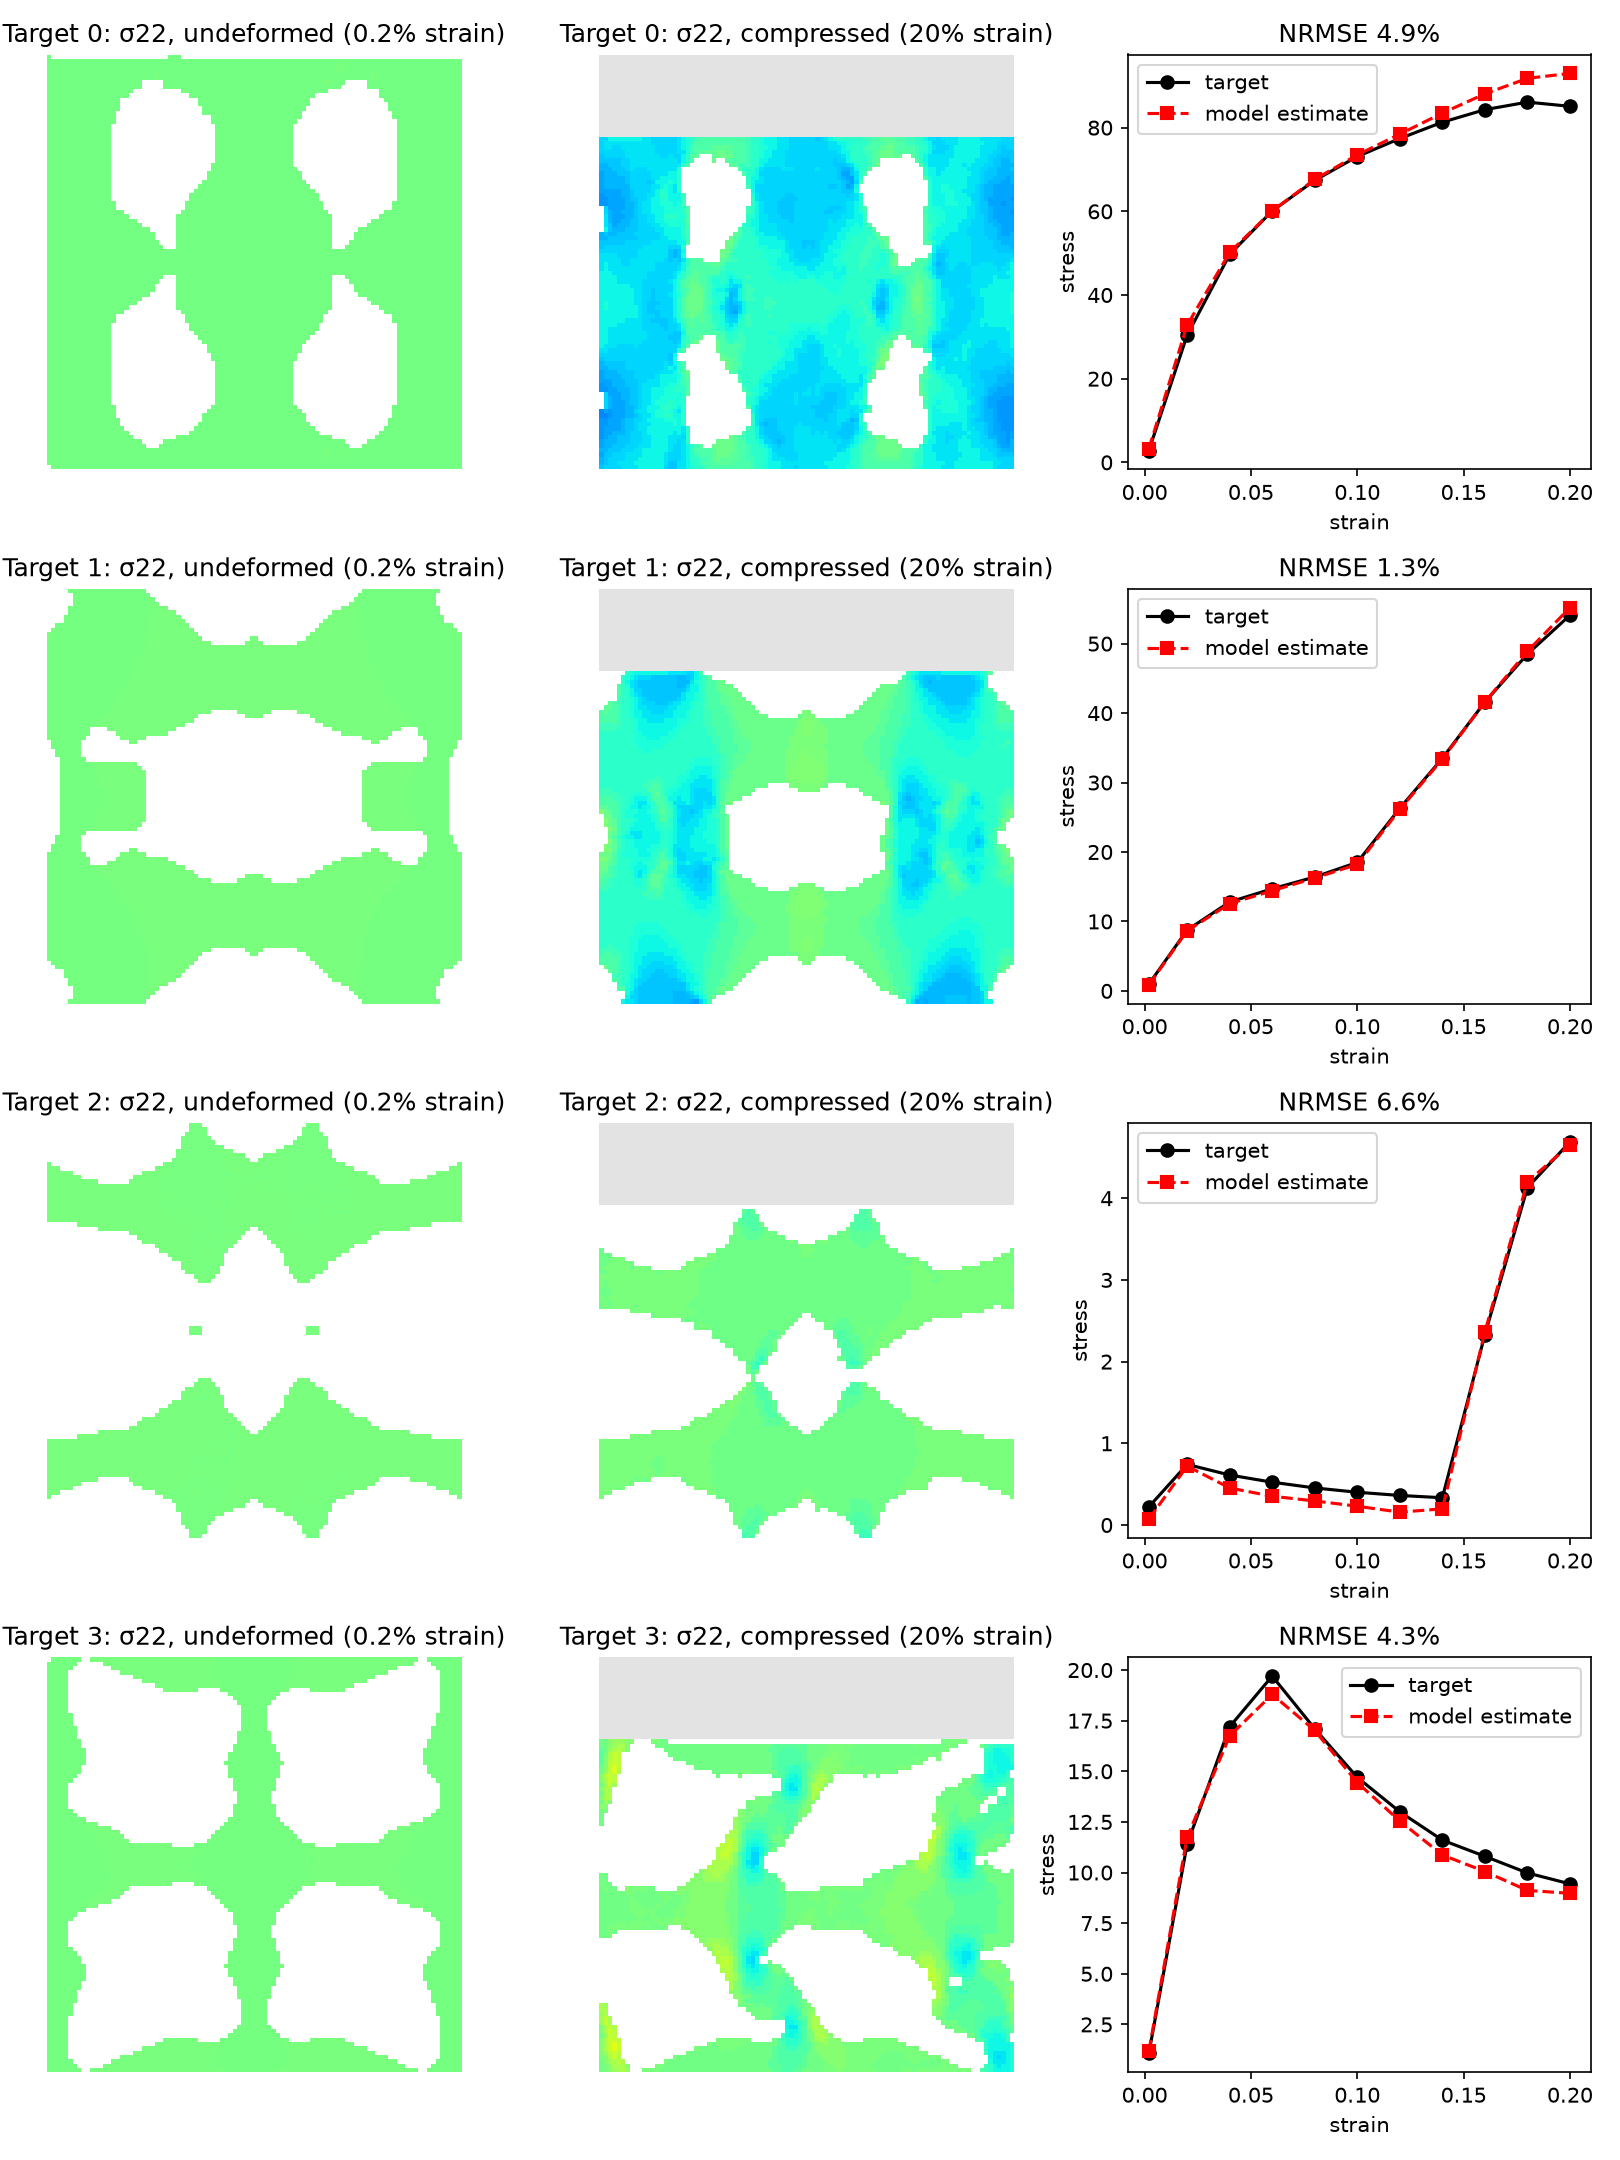 Target 0: σ22, undeformed (0.2% strain)
Target 0: σ22, compressed (20% strain)
NRMSE 4.9%
target
model estimate
80
60
40
20
0
stress
0.00 0.05 0.10 0.15 0.20
strain
Target 1: σ22, undeformed (0.2% strain)
Target 1: σ22, compressed (20% strain)
NRMSE 1.3%
target
model estimate
50
40
30
20
10
0
stress
0.00 0.05 0.10 0.15 0.20
strain
Target 2: σ22, undeformed (0.2% strain)
Target 2: σ22, compressed (20% strain)
NRMSE 6.6%
target
model estimate
4
3
2
1
0
stress
0.00 0.05 0.10 0.15 0.20
strain
Target 3: σ22, undeformed (0.2% strain)
Target 3: σ22, compressed (20% strain)
NRMSE 4.3%
target
model estimate
20.0
17.5
15.0
12.5
10.0
7.5
5.0
2.5
stress
0.00 0.05 0.10 0.15 0.20
strain